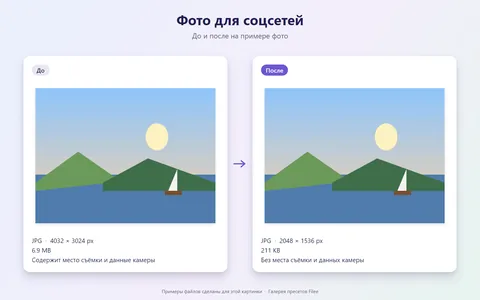 Фото для соцсетей
До и после на примере фото
До
JPG · 4032 × 3024 px
6.9 MB
Содержит место съёмки и данные камеры
→
После
JPG · 2048 × 1536 px
211 KB
Без места съёмки и данных камеры
Примеры файлов сделаны для этой картинки · Галерея пресетов Filee